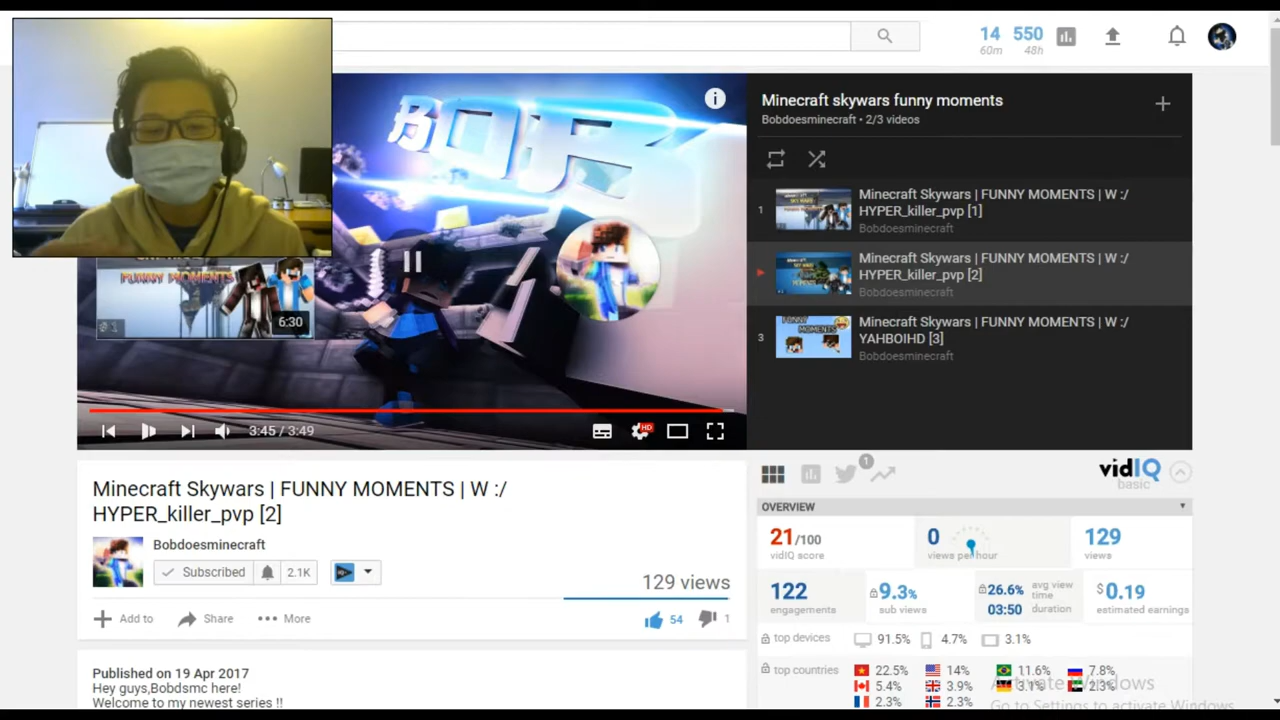 14
60m
550
48h
BOB
FUNNY MOMENTS
6:30
3:45 / 3:49
HD
Minecraft skywars funny moments
Bobdoesminecraft • 2/3 videos
1
Minecraft Skywars | FUNNY MOMENTS | W :/
HYPER_killer_pvp [1]
Bobdoesminecraft
Minecraft Skywars | FUNNY MOMENTS | W :/
HYPER_killer_pvp [2]
Bobdoesminecraft
3
Minecraft Skywars | FUNNY MOMENTS | W :/
YAHBOIHD [3]
Bobdoesminecraft
Minecraft Skywars | FUNNY MOMENTS | W :/
HYPER_killer_pvp [2]
Bobdoesminecraft
Subscribed
2.1K
129 views
Add to
Share
More
54
1
Published on 19 Apr 2017
Hey guys,Bobdsmc here!
Welcome to my newest series !!
1
vidIQ
basic
OVERVIEW
21/100
vidIQ score
0
views per hour
129
views
122
engagements
9.3%
sub views
26.6% avg view time
03:50 duration
$0.19
estimated earnings
top devices
91.5%
4.7%
3.1%
top countries
22.5%
14%
11.6%
7.8%
5.4%
3.9%
3.1%
2.3%
2.3%
2.3%
Activate Windows
Go to Settings to activate Windows.